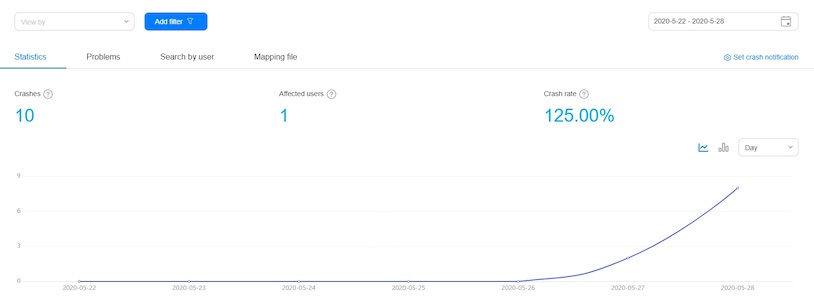 View by Add filter 2020-5-22 - 2020-5-28
Statistics Problems Search by user Mapping file Set crash notification
Crashes ? Affected users ? Crash rate ?
10 1 125.00%
Day
9
6
3
0
2020-05-22 2020-05-23 2020-05-24 2020-05-25 2020-05-26 2020-05-27 2020-05-28